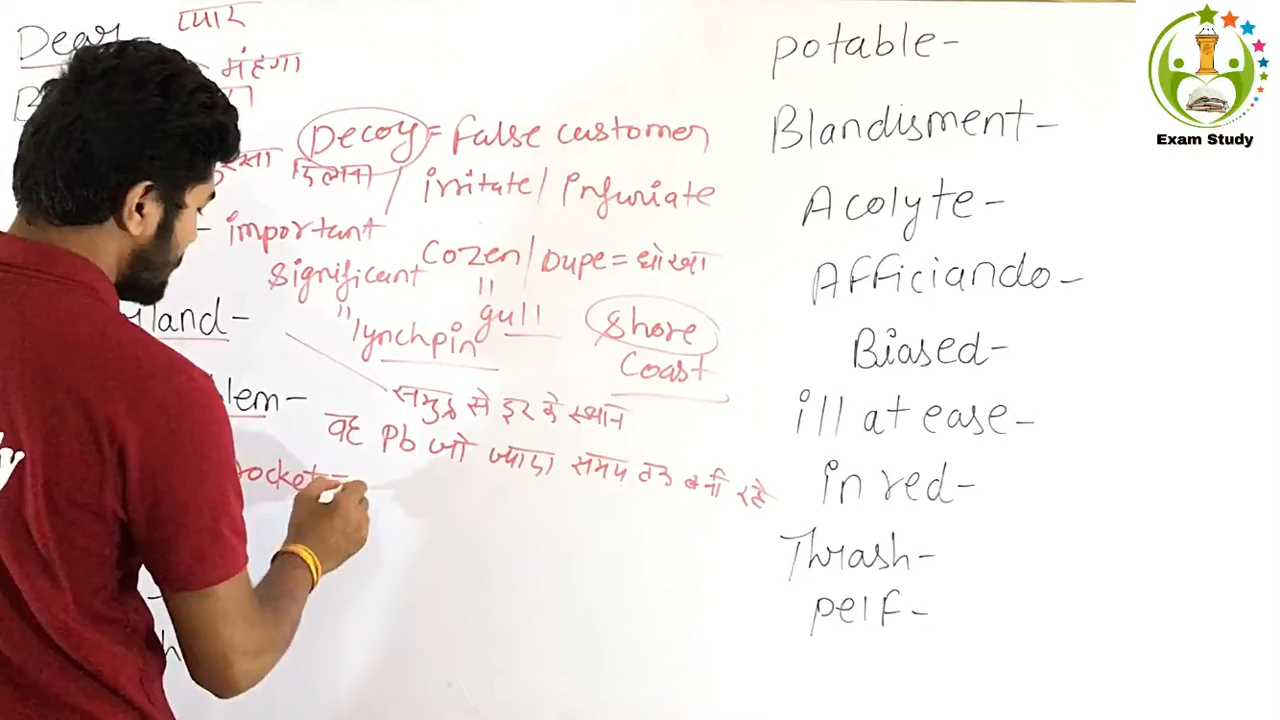 Dear - प्यार
महंगा
Decoy = False customer
irritate / Infuriate
important
significant
Cozen / Dupe = धोखा
"
gull
" lynchpin
shore
Coast
land -
समुद्र से दूर के स्थान
lem -
वह Pb जो ज्यादा समय तक बनी रहे
rocket =
potable -
Blandisment -
Acolyte -
Afficiando -
Biased -
ill at ease -
in red -
Thrash -
pelf -
Exam Study